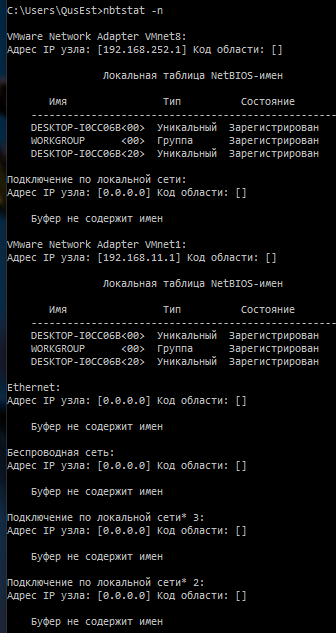 C:\Users\QusEst>nbtstat -n
VMware Network Adapter VMnet8:
Адрес IP узла: [192.168.252.1] Код области: []
Локальная таблица NetBIOS-имен
Имя Тип Состояние
---------------------------------------------------
DESKTOP-I0CC06B<00> Уникальный Зарегистрирован
WORKGROUP <00> Группа Зарегистрирован
DESKTOP-I0CC06B<20> Уникальный Зарегистрирован
Подключение по локальной сети:
Адрес IP узла: [0.0.0.0] Код области: []
Буфер не содержит имен
VMware Network Adapter VMnet1:
Адрес IP узла: [192.168.11.1] Код области: []
Локальная таблица NetBIOS-имен
Имя Тип Состояние
---------------------------------------------------
DESKTOP-I0CC06B<00> Уникальный Зарегистрирован
WORKGROUP <00> Группа Зарегистрирован
DESKTOP-I0CC06B<20> Уникальный Зарегистрирован
Ethernet:
Адрес IP узла: [0.0.0.0] Код области: []
Буфер не содержит имен
Беспроводная сеть:
Адрес IP узла: [0.0.0.0] Код области: []
Буфер не содержит имен
Подключение по локальной сети* 3:
Адрес IP узла: [0.0.0.0] Код области: []
Буфер не содержит имен
Подключение по локальной сети* 2:
Адрес IP узла: [0.0.0.0] Код области: []
Буфер не содержит имен